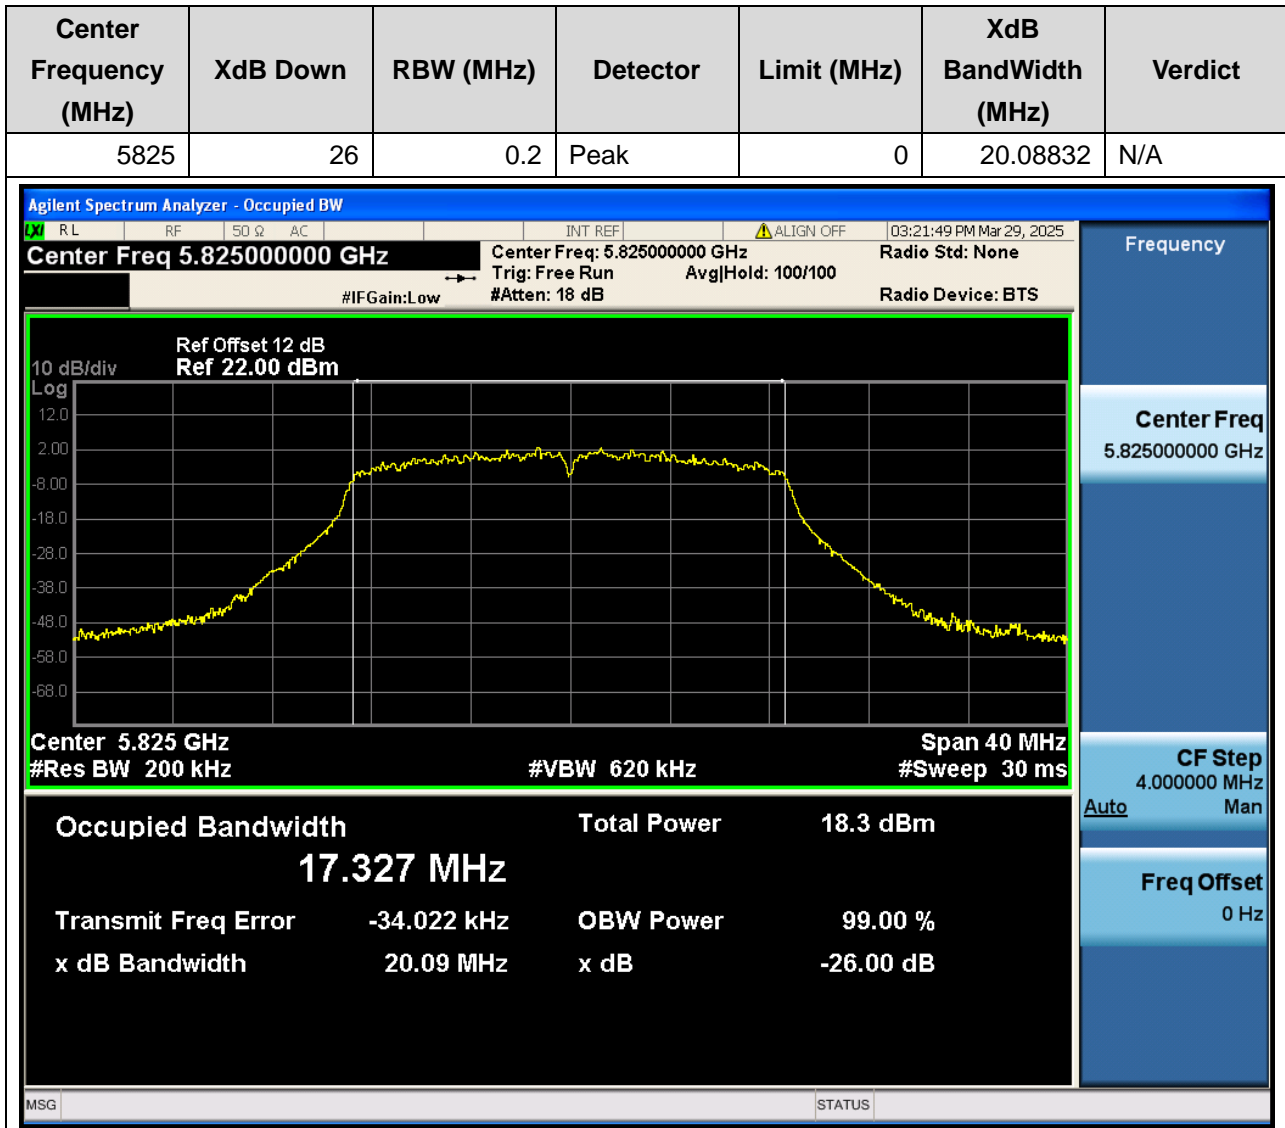 Center Frequency (MHz) XdB Down RBW (MHz) Detector Limit (MHz) XdB BandWidth (MHz) Verdict
5825 26 0.2 Peak 0 20.08832 N/A
Agilent Spectrum Analyzer - Occupied BW
LXI RL RF 50 Ω AC INT REF ALIGN OFF 03:21:49 PM Mar 29, 2025
Center Freq 5.825000000 GHz
Center Freq: 5.825000000 GHz Radio Std: None
Trig: Free Run Avg|Hold: 100/100
#IFGain:Low #Atten: 18 dB Radio Device: BTS
Ref Offset 12 dB
10 dB/div Ref 22.00 dBm
Log
12.0
2.00
-8.00
-18.0
-28.0
-38.0
-48.0
-58.0
-68.0
Center 5.825 GHz Span 40 MHz
#Res BW 200 kHz #VBW 620 kHz #Sweep 30 ms
Occupied Bandwidth Total Power 18.3 dBm
17.327 MHz
Transmit Freq Error -34.022 kHz OBW Power 99.00 %
x dB Bandwidth 20.09 MHz x dB -26.00 dB
Frequency
Center Freq
5.825000000 GHz
CF Step
4.000000 MHz
Auto Man
Freq Offset
0 Hz
MSG STATUS